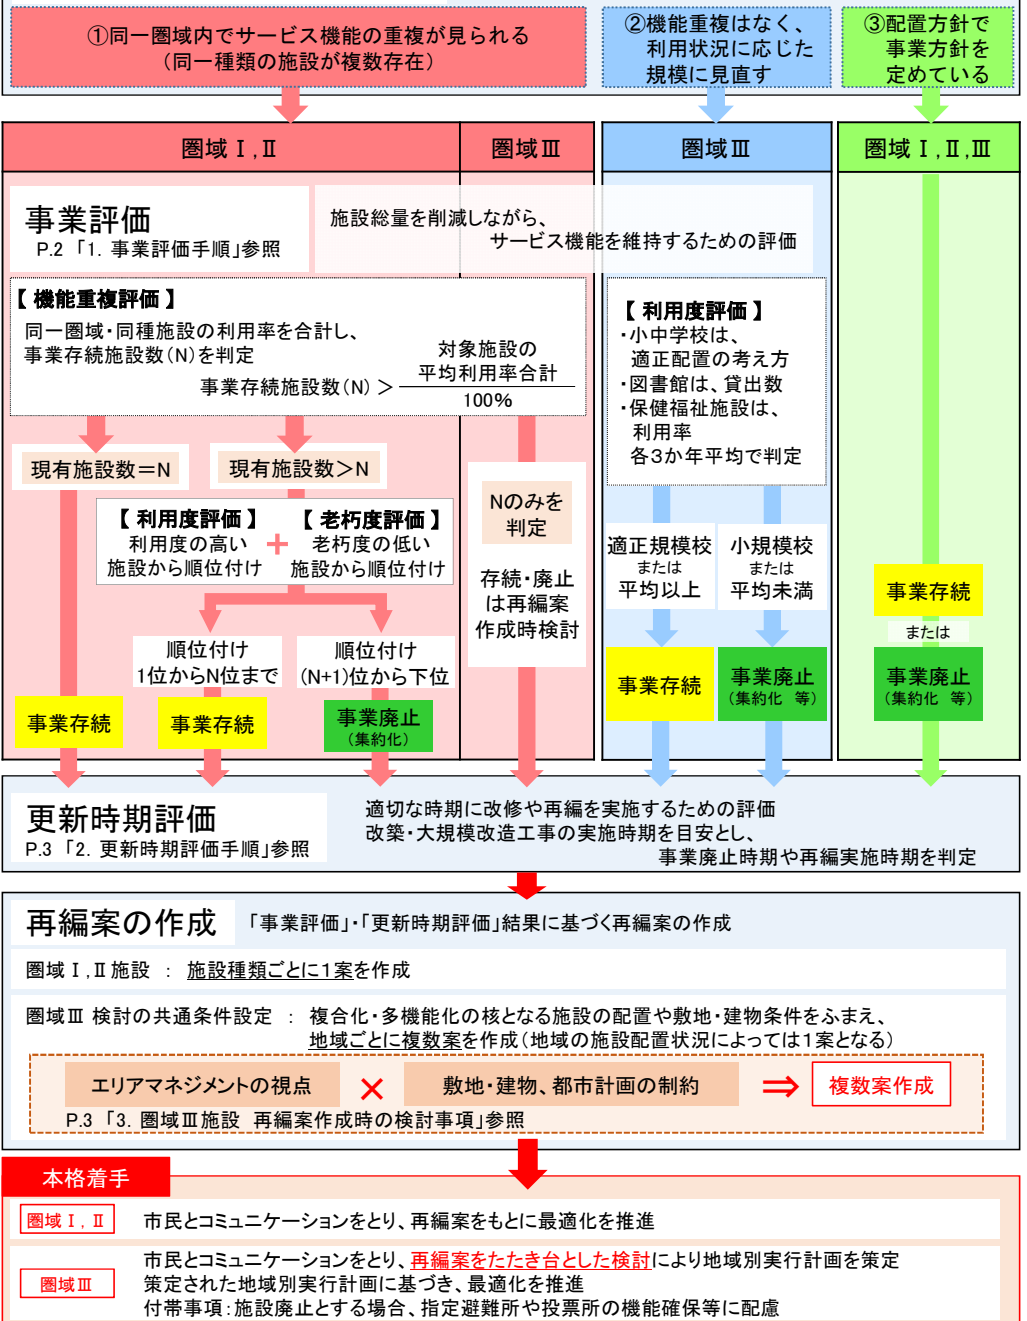 ①同一圏域内でサービス機能の重複が見られる
（同一種類の施設が複数存在）
②機能重複はなく、
利用状況に応じた
規模に見直す
③配置方針で
事業方針を
定めている
圏域Ⅰ,Ⅱ
圏域Ⅲ
圏域Ⅲ
圏域Ⅰ,Ⅱ,Ⅲ
事業評価
P.2 「1. 事業評価手順」参照
施設総量を削減しながら、
サービス機能を維持するための評価
【 機能重複評価 】
同一圏域・同種施設の利用率を合計し、
事業存続施設数(N)を判定
事業存続施設数(N) ＞
対象施設の
平均利用率合計
100%
【 利用度評価 】
・小中学校は、
適正配置の考え方
・図書館は、貸出数
・保健福祉施設は、
利用率
各3か年平均で判定
現有施設数＝N
現有施設数＞N
Nのみを
判定
存続・廃止
は再編案
作成時検討
【 利用度評価 】
利用度の高い
施設から順位付け
＋
【 老朽度評価 】
老朽度の低い
施設から順位付け
適正規模校
または
平均以上
小規模校
または
平均未満
順位付け
1位からN位まで
順位付け
(N+1)位から下位
事業存続
事業存続
事業廃止
(集約化)
事業存続
事業廃止
(集約化 等)
事業存続
または
事業廃止
(集約化 等)
更新時期評価
P.3 「2. 更新時期評価手順」参照
適切な時期に改修や再編を実施するための評価
改築・大規模改造工事の実施時期を目安とし、
事業廃止時期や再編実施時期を判定
再編案の作成
「事業評価」・「更新時期評価」結果に基づく再編案の作成
圏域Ⅰ,Ⅱ施設 ： 施設種類ごとに1案を作成
圏域Ⅲ 検討の共通条件設定 ： 複合化・多機能化の核となる施設の配置や敷地・建物条件をふまえ、
地域ごとに複数案を作成(地域の施設配置状況によっては1案となる)
エリアマネジメントの視点 × 敷地・建物、都市計画の制約 ⇒ 複数案作成
P.3 「3. 圏域Ⅲ施設 再編案作成時の検討事項」参照
本格着手
圏域Ⅰ,Ⅱ
市民とコミュニケーションをとり、再編案をもとに最適化を推進
圏域Ⅲ
市民とコミュニケーションをとり、再編案をたたき台とした検討により地域別実行計画を策定
策定された地域別実行計画に基づき、最適化を推進
付帯事項：施設廃止とする場合、指定避難所や投票所の機能確保等に配慮